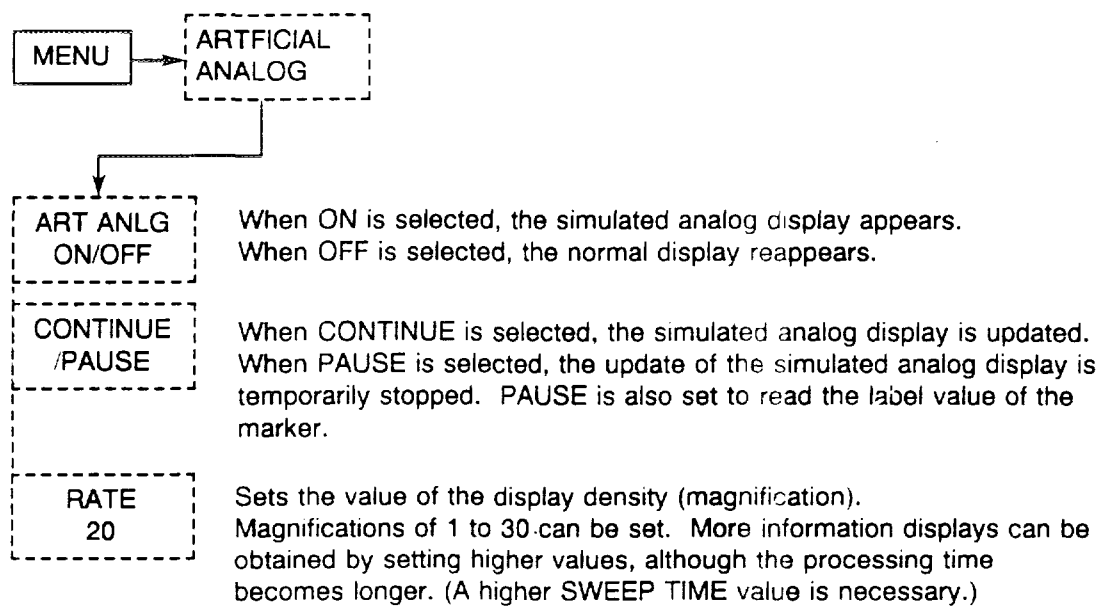 MENU
ARTFICIAL
ANALOG
ART ANLG
ON/OFF
When ON is selected, the simulated analog display appears.
When OFF is selected, the normal display reappears.
CONTINUE
/PAUSE
When CONTINUE is selected, the simulated analog display is updated.
When PAUSE is selected, the update of the simulated analog display is
temporarily stopped. PAUSE is also set to read the label value of the
marker.
RATE
20
Sets the value of the display density (magnification).
Magnifications of 1 to 30 can be set. More information displays can be
obtained by setting higher values, although the processing time
becomes longer. (A higher SWEEP TIME value is necessary.)